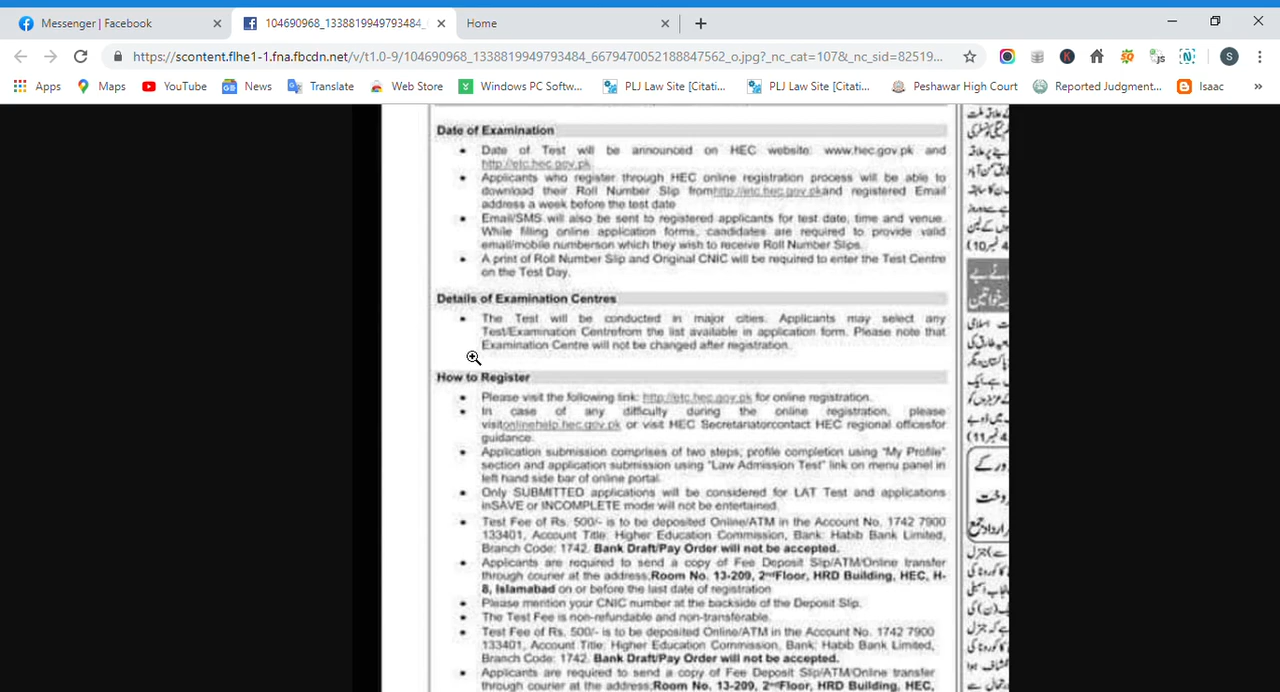 Messenger | Facebook
104690968_1338819949793484_
Home
https://scontent.flhe1-1.fna.fbcdn.net/v/t1.0-9/104690968_1338819949793484_6679470052188847562_o.jpg?_nc_cat=107&_nc_sid=82519...
Apps Maps YouTube News Translate Web Store Windows PC Softw... PLJ Law Site [Citati... PLJ Law Site [Citati... Peshawar High Court Reported Judgment... Isaac »
Date of Examination
• Date of Test will be announced on HEC website: www.hec.gov.pk and
http://etc.hec.gov.pk
• Applicants who register through HEC online registration process will be able to
download their Roll Number Slip fromhttp://etc.hec.gov.pkand registered Email
address a week before the test date
• Email/SMS will also be sent to registered applicants for test date, time and venue.
While filling online application forms, candidates are required to provide valid
email/mobile numberson which they wish to receive Roll Number Slips.
• A print of Roll Number Slip and Original CNIC will be required to enter the Test Centre
on the Test Day.
Details of Examination Centres
• The Test will be conducted in major cities. Applicants may select any
Test/Examination Centrefrom the list available in application form. Please note that
Examination Centre will not be changed after registration.
How to Register
• Please visit the following link: http://etc.hec.gov.pk for online registration.
• In case of any difficulty during the online registration, please
visitonlinehelp.hec.gov.pk or visit HEC Secretariatorcontact HEC regional officesfor
guidance.
• Application submission comprises of two steps; profile completion using "My Profile"
section and application submission using "Law Admission Test" link on menu panel in
left hand side bar of online portal.
• Only SUBMITTED applications will be considered for LAT Test and applications
inSAVE or INCOMPLETE mode will not be entertained.
• Test Fee of Rs. 500/- is to be deposited Online/ATM in the Account No. 1742 7900
133401, Account Title: Higher Education Commission, Bank: Habib Bank Limited,
Branch Code: 1742. Bank Draft/Pay Order will not be accepted.
• Applicants are required to send a copy of Fee Deposit Slip/ATM/Online transfer
through courier at the address;Room No. 13-209, 2ndFloor, HRD Building, HEC, H-
8, Islamabad on or before the last date of registration
• Please mention your CNIC number at the backside of the Deposit Slip.
• The Test Fee is non-refundable and non-transferable.
• Test Fee of Rs. 500/- is to be deposited Online/ATM in the Account No. 1742 7900
133401, Account Title: Higher Education Commission, Bank: Habib Bank Limited,
Branch Code: 1742. Bank Draft/Pay Order will not be accepted.
• Applicants are required to send a copy of Fee Deposit Slip/ATM/Online transfer
through courier at the address;Room No. 13-209, 2ndFloor, HRD Building, HEC,